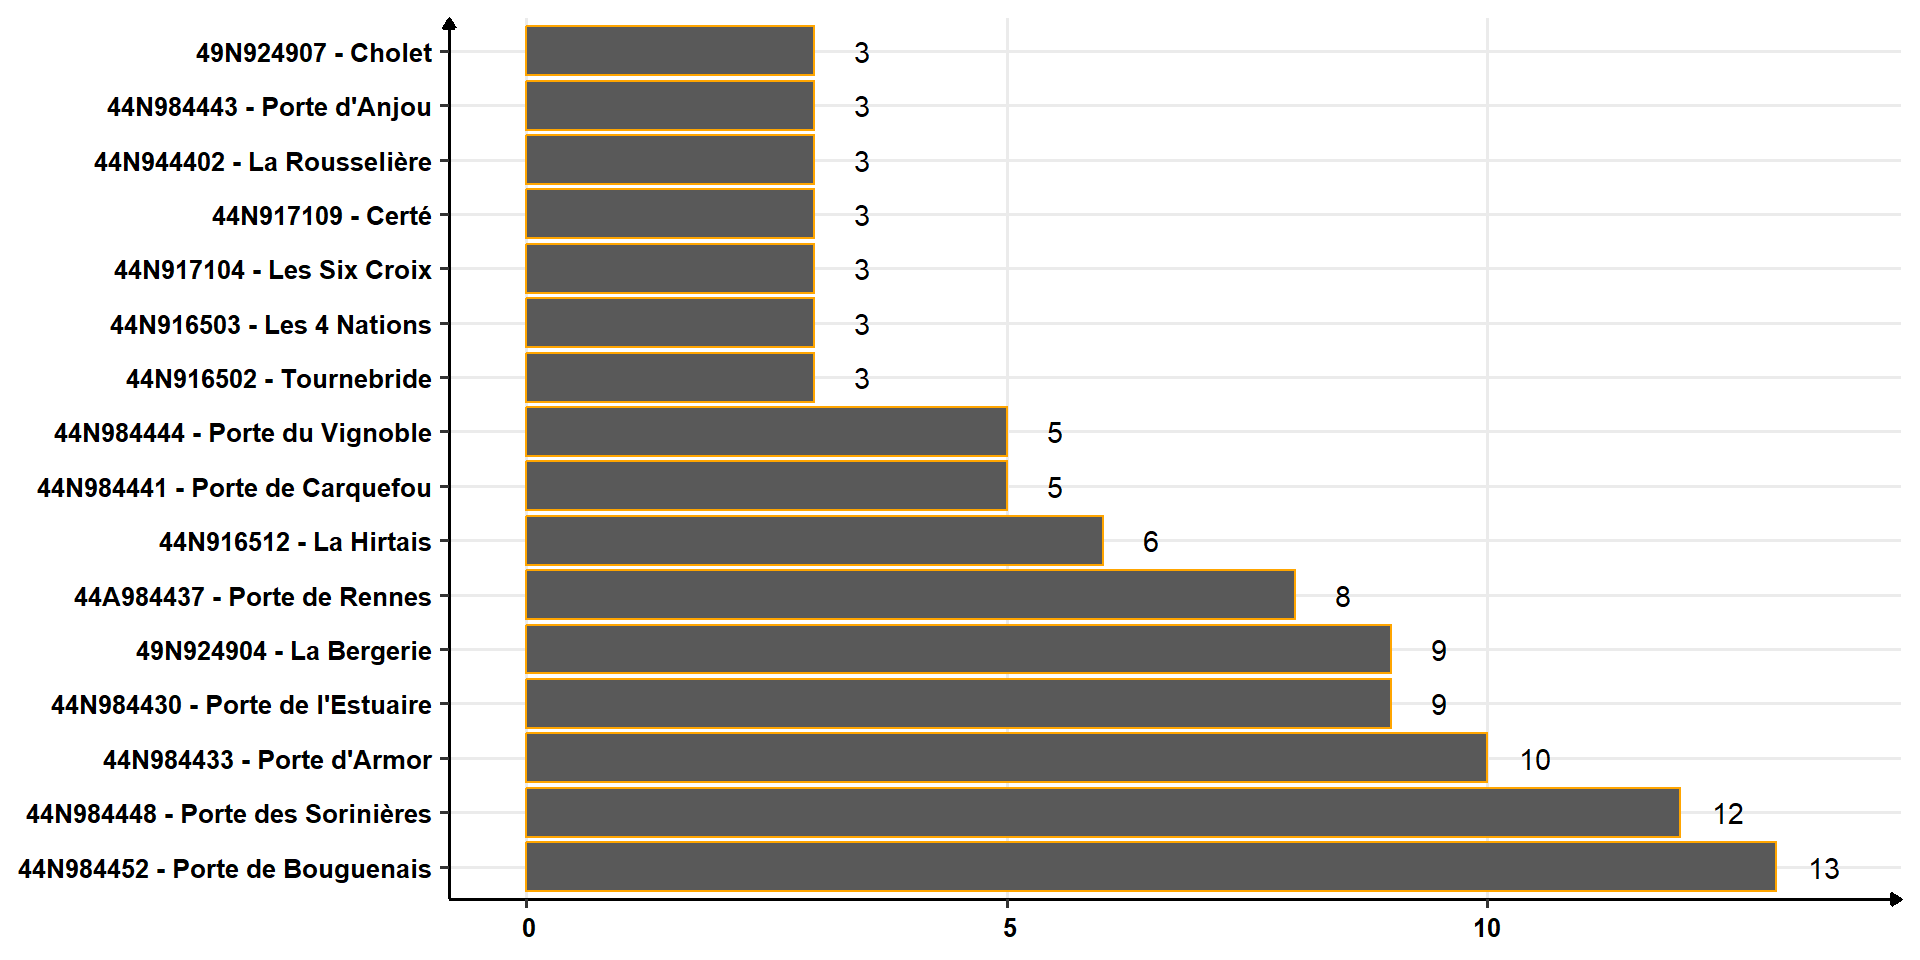 49N924907 - Cholet 3
44N984443 - Porte d'Anjou 3
44N944402 - La Rousselière 3
44N917109 - Certé 3
44N917104 - Les Six Croix 3
44N916503 - Les 4 Nations 3
44N916502 - Tournebride 3
44N984444 - Porte du Vignoble 5
44N984441 - Porte de Carquefou 5
44N916512 - La Hirtais 6
44A984437 - Porte de Rennes 8
49N924904 - La Bergerie 9
44N984430 - Porte de l'Estuaire 9
44N984433 - Porte d'Armor 10
44N984448 - Porte des Sorinières 12
44N984452 - Porte de Bouguenais 13
0 5 10